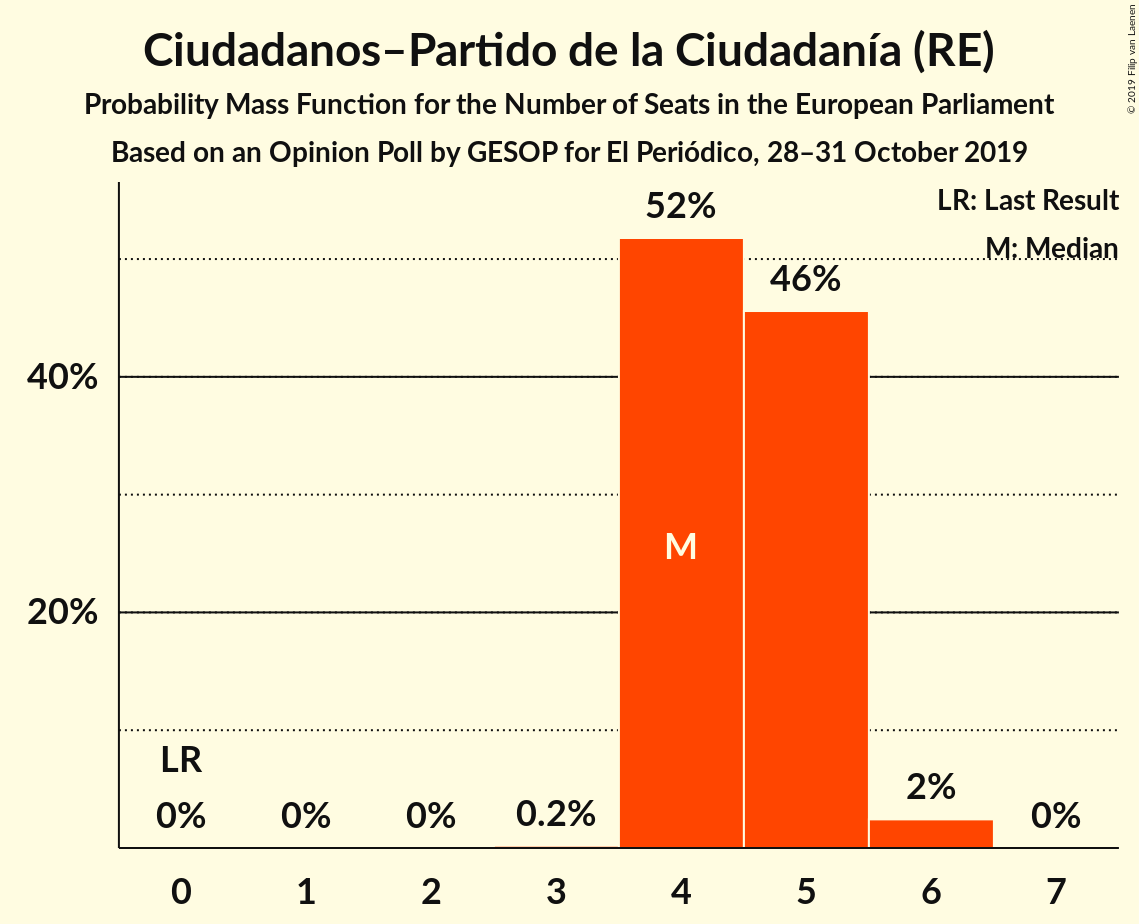 Ciudadanos–Partido de la Ciudadanía (RE)
Probability Mass Function for the Number of Seats in the European Parliament
Based on an Opinion Poll by GESOP for El Periódico, 28–31 October 2019
© 2019 Filip van Laenen
LR: Last Result
M: Median
52%
46%
40%
M
20%
LR
0% 0% 0% 0.2% 2% 0%
0 1 2 3 4 5 6 7